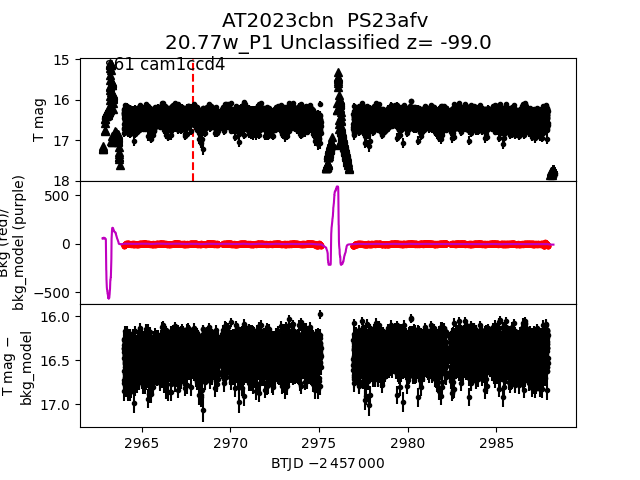 AT2023cbn  PS23afv
20.77w_P1 Unclassified z= -99.0
s61 cam1ccd4
15
16
17
18
T mag
500
0
−500
Bkg (red)/
bkg_model (purple)
16.0
16.5
17.0
T mag −
bkg_model
2965
2970
2975
2980
2985
BTJD −2 457 000